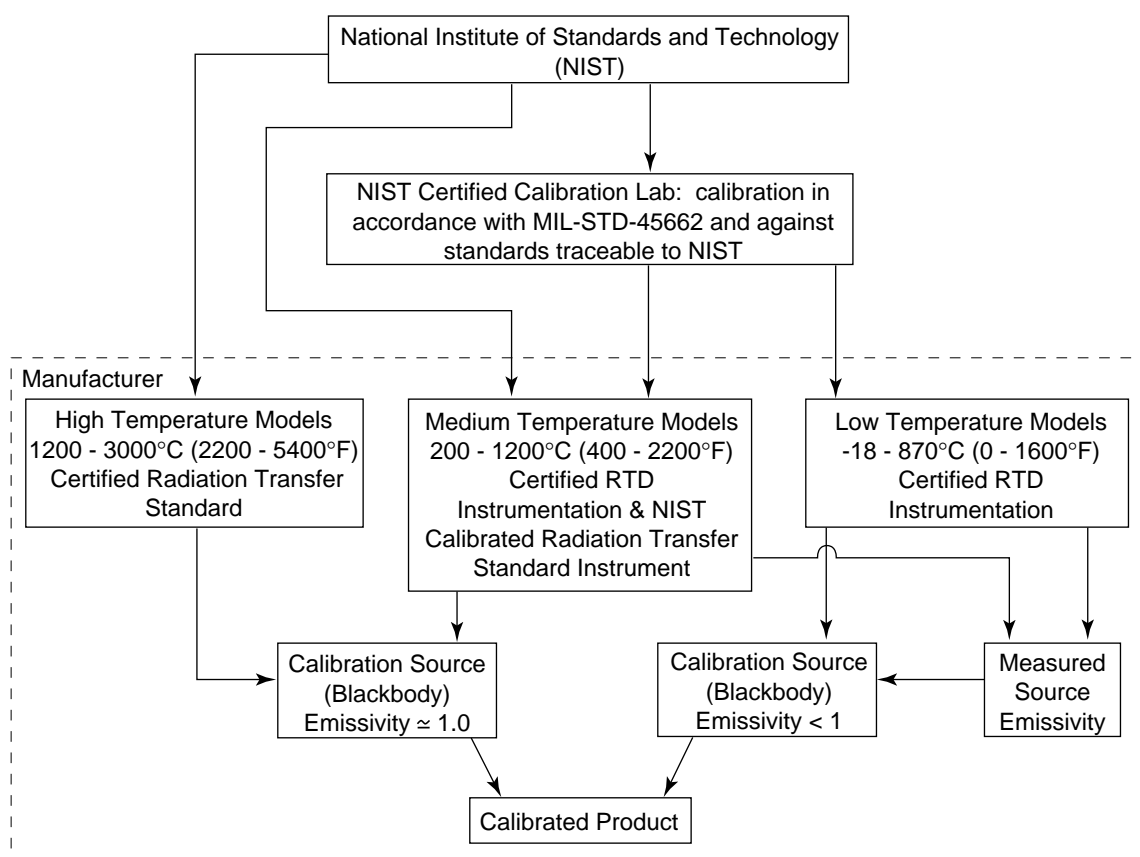 National Institute of Standards and Technology
(NIST)
NIST Certified Calibration Lab: calibration in
accordance with MIL-STD-45662 and against
standards traceable to NIST
Manufacturer
High Temperature Models
1200 - 3000°C (2200 - 5400°F)
Certified Radiation Transfer
Standard
Medium Temperature Models
200 - 1200°C (400 - 2200°F)
Certified RTD
Instrumentation & NIST
Calibrated Radiation Transfer
Standard Instrument
Low Temperature Models
-18 - 870°C (0 - 1600°F)
Certified RTD
Instrumentation
Calibration Source
(Blackbody)
Emissivity ≃ 1.0
Calibration Source
(Blackbody)
Emissivity < 1
Measured
Source
Emissivity
Calibrated Product